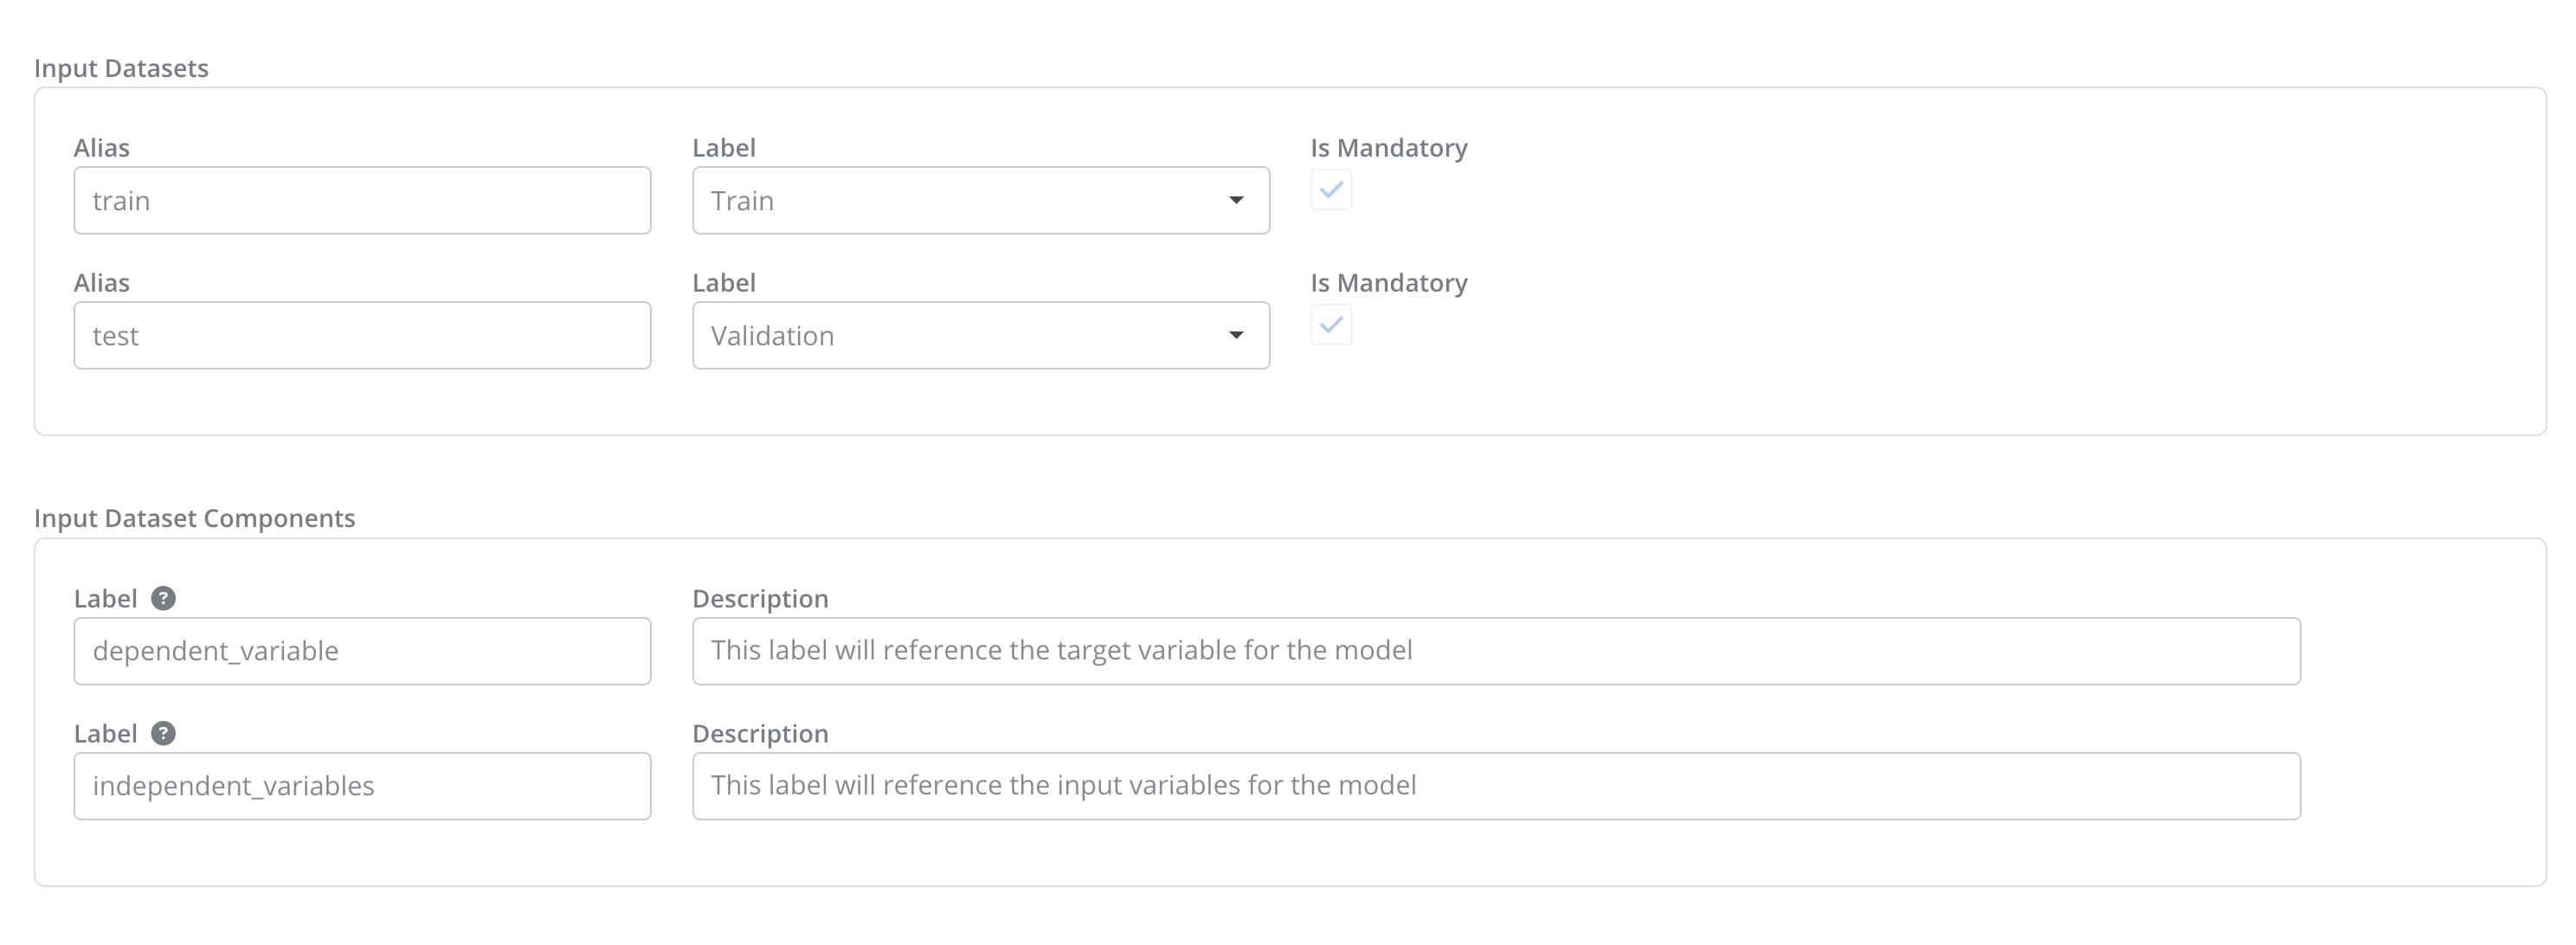 Input Datasets
Alias Label Is Mandatory
train Train
Alias Label Is Mandatory
test Validation
Input Dataset Components
Label ? Description
dependent_variable This label will reference the target variable for the model
Label ? Description
independent_variables This label will reference the input variables for the model